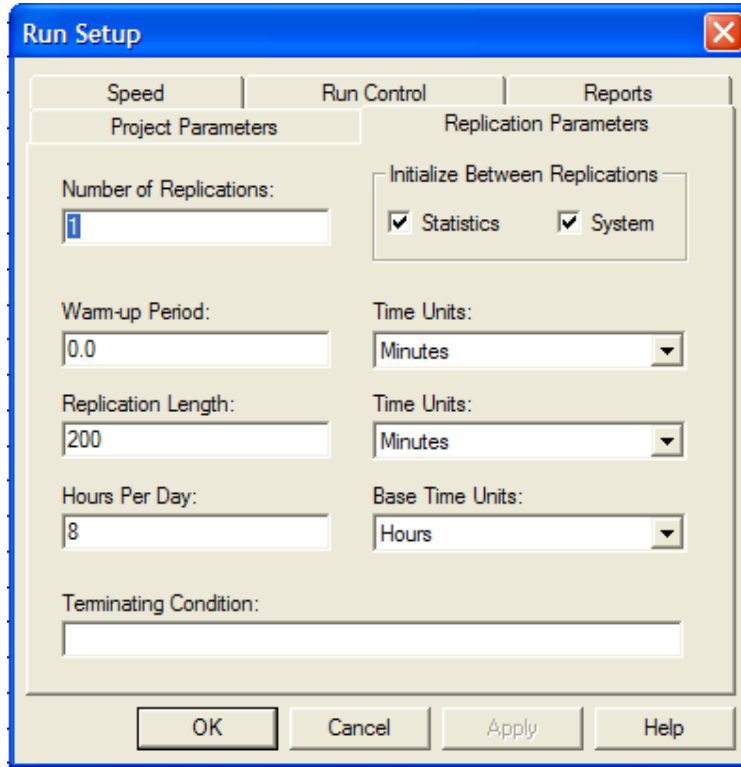 Run Setup
Speed Run Control Reports
Project Parameters Replication Parameters
Number of Replications:
1
Initialize Between Replications
Statistics System
Warm-up Period: Time Units:
0.0 Minutes
Replication Length: Time Units:
200 Minutes
Hours Per Day: Base Time Units:
8 Hours
Terminating Condition:
OK Cancel Apply Help